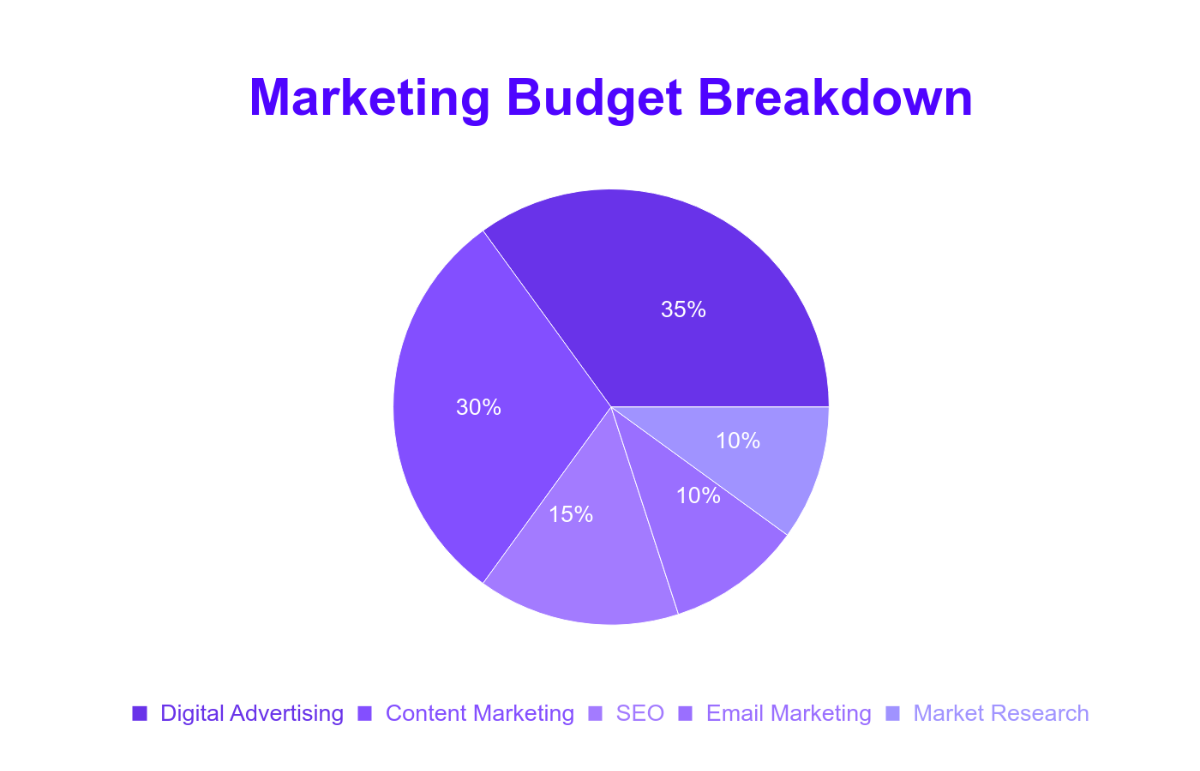 Marketing Budget Breakdown
35%
30%
10%
10%
15%
Digital Advertising Content Marketing SEO Email Marketing Market Research